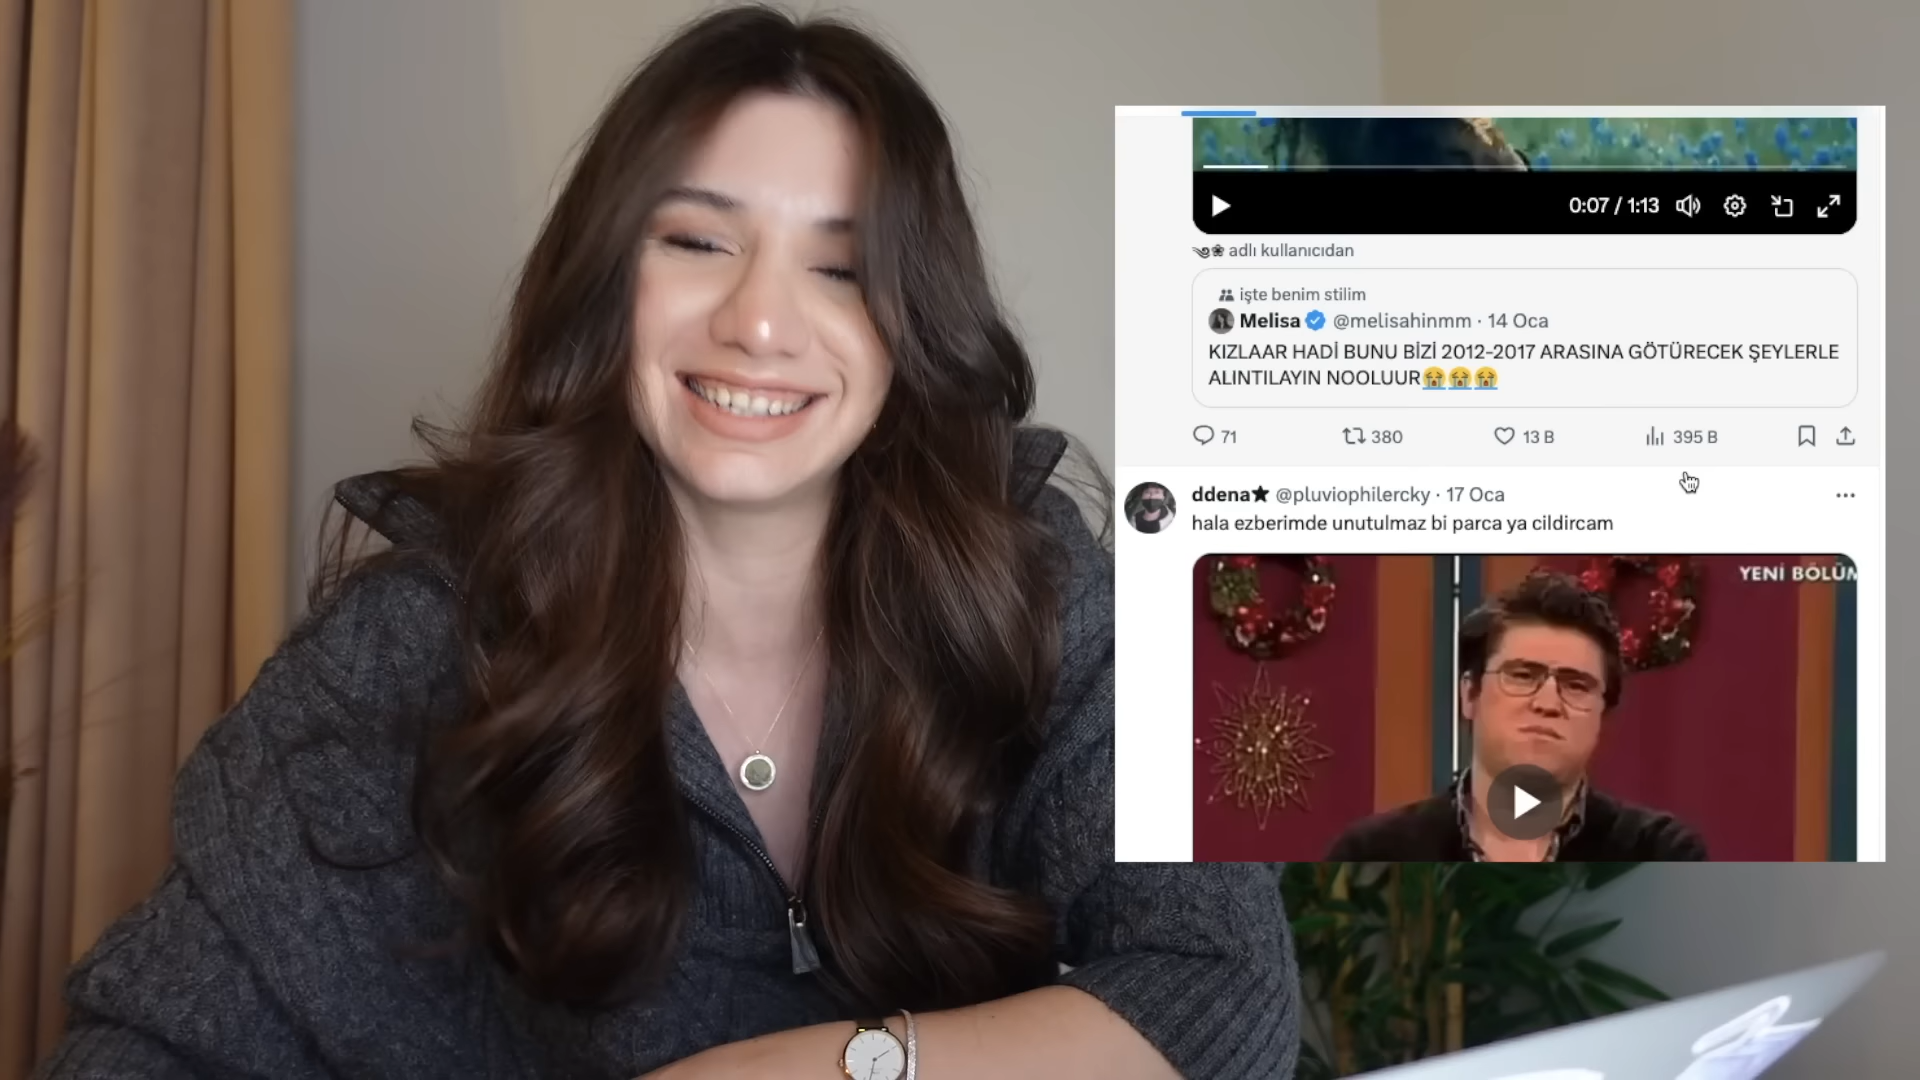 0:07 / 1:13
adlı kullanıcıdan
işte benim stilim
Melisa @melisahinmm · 14 Oca
KIZLAAR HADİ BUNU BİZİ 2012-2017 ARASINA GÖTÜRECEK ŞEYLERLE
ALINTILAYIN NOOLUUR😭😭😭
71 380 13 B 395 B
ddena★ @pluviophilercky · 17 Oca
hala ezberimde unutulmaz bi parca ya cildircam
YENİ BÖLÜM